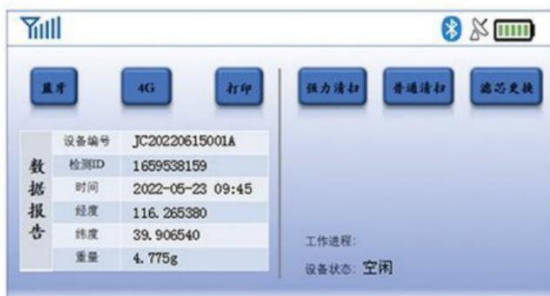 蓝牙 4G 打印 强力清扫 普通清扫 滤芯更换
数据报告
设备编号 JC20220615001A
检测ID 1659538159
时间 2022-05-23 09:45
经度 116.265380
纬度 39.906540
重量 4.775g
工作进程:
设备状态: 空闲